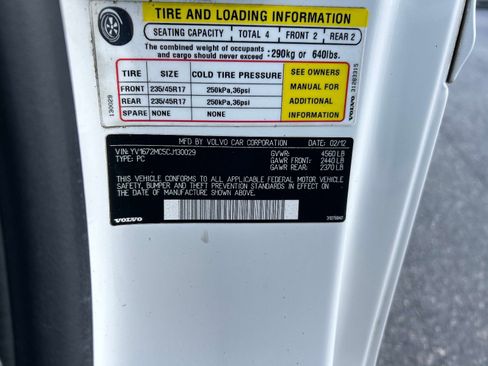 TIRE AND LOADING INFORMATION
SEATING CAPACITY TOTAL 4 FRONT 2 REAR 2
The combined weight of occupants
and cargo should never exceed :290kg or 640lbs.
TIRE SIZE COLD TIRE PRESSURE
FRONT 235/45R17 250kPa,36psi
REAR 235/45R17 250kPa,36psi
SPARE NONE NONE
SEE OWNERS
MANUAL FOR
ADDITIONAL
INFORMATION
130029
VOLVO 31283315
MFD BY VOLVO CAR CORPORATION DATE: 02/12
VIN: YV1672MC5CJ130029 GVWR: 4560 LB
TYPE: PC GAWR FRONT: 2440 LB
GAWR REAR: 2370 LB
THIS VEHICLE CONFORMS TO ALL APPLICABLE FEDERAL MOTOR VEHICLE
SAFETY, BUMPER AND THEFT PREVENTION STANDARDS IN EFFECT ON
THE DATE OF MANUFACTURE SHOWN ABOVE.
VOLVO